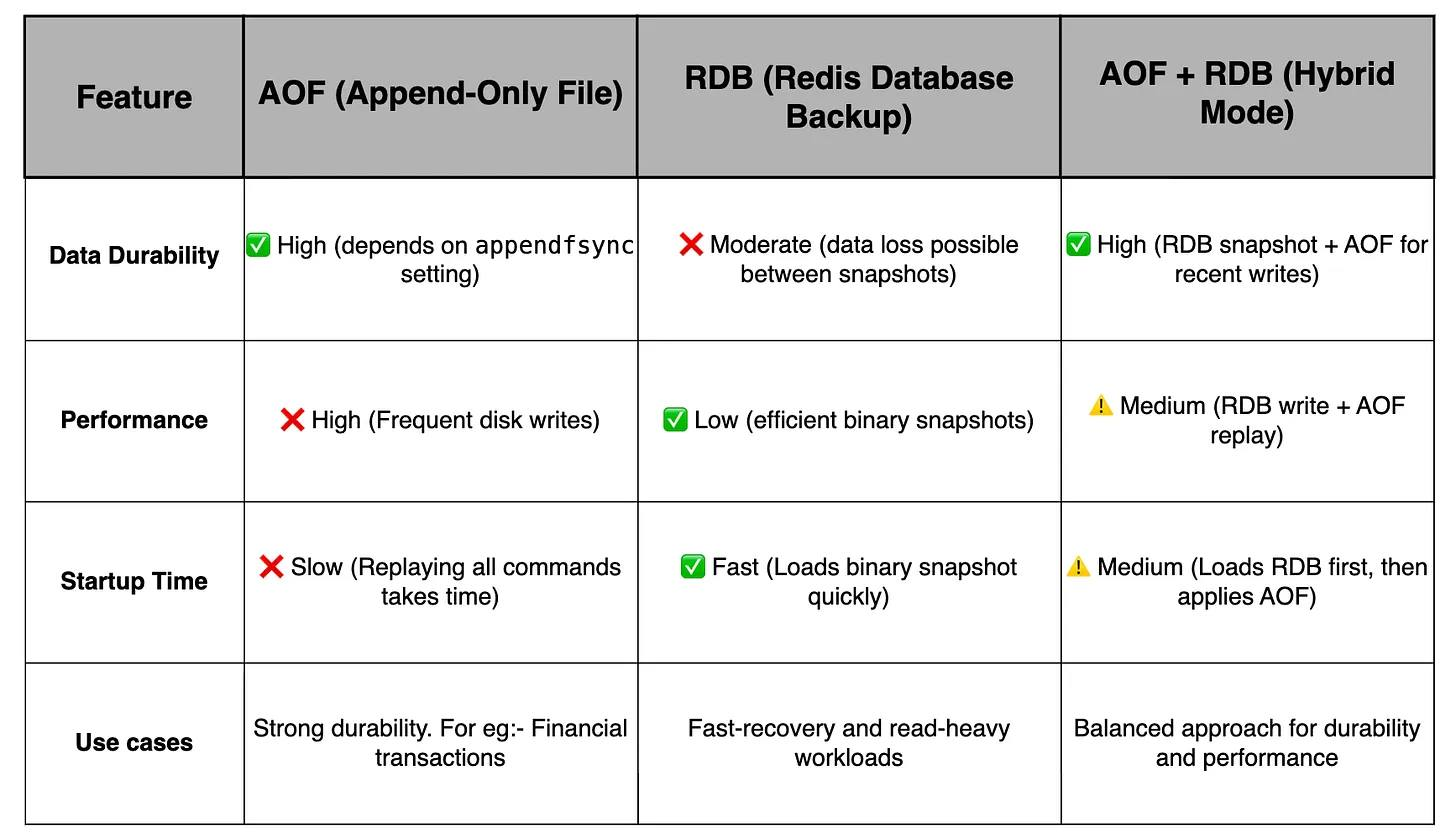 Feature
AOF (Append-Only File)
RDB (Redis Database
Backup)
AOF + RDB (Hybrid
Mode)
Data Durability
✅ High (depends on appendfsync
setting)
❌ Moderate (data loss possible
between snapshots)
✅ High (RDB snapshot + AOF for
recent writes)
Performance
❌ High (Frequent disk writes)
✅ Low (efficient binary snapshots)
⚠️ Medium (RDB write + AOF
replay)
Startup Time
❌ Slow (Replaying all commands
takes time)
✅ Fast (Loads binary snapshot
quickly)
⚠️ Medium (Loads RDB first, then
applies AOF)
Use cases
Strong durability. For eg:- Financial
transactions
Fast-recovery and read-heavy
workloads
Balanced approach for durability
and performance